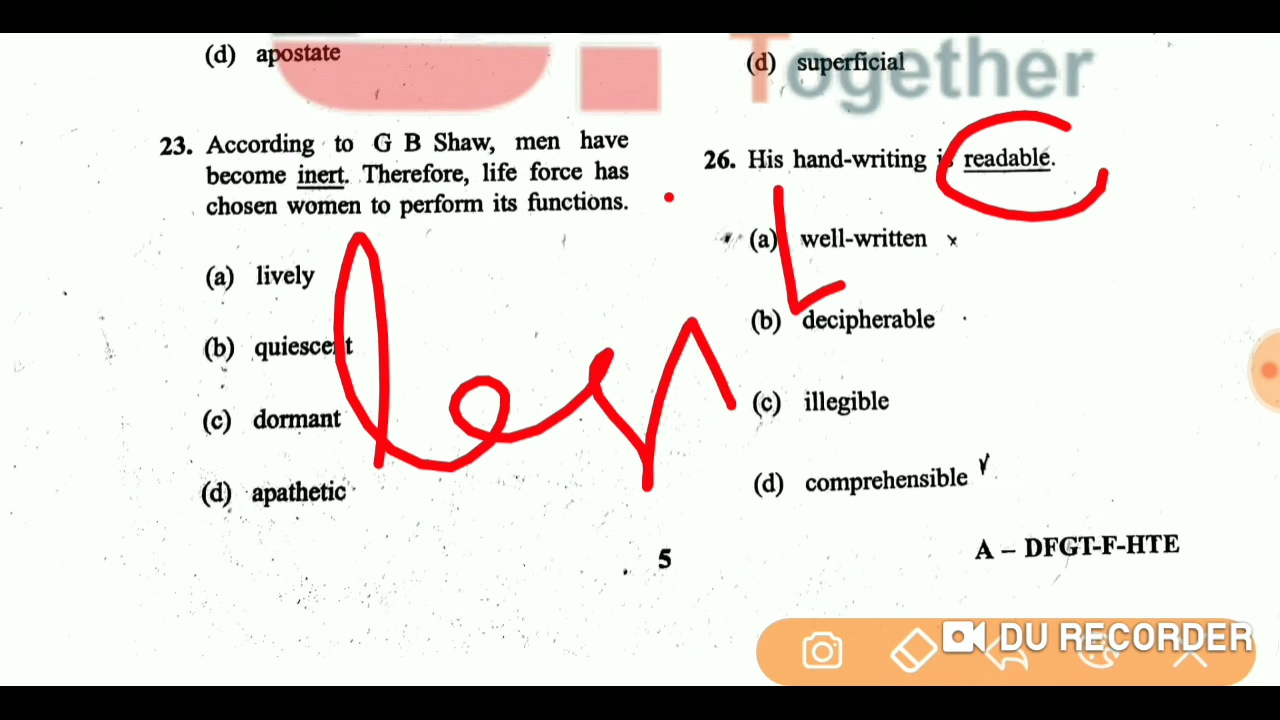 (d) apostate
23. According to G B Shaw, men have
become inert. Therefore, life force has
chosen women to perform its functions.
(a) lively
(b) quiescent
(c) dormant
(d) apathetic
Together
(d) superficial
26. His hand-writing is readable.
(a) well-written
(b) decipherable
(c) illegible
(d) comprehensible
5
A – DFGT-F-HTE
DU RECORDER